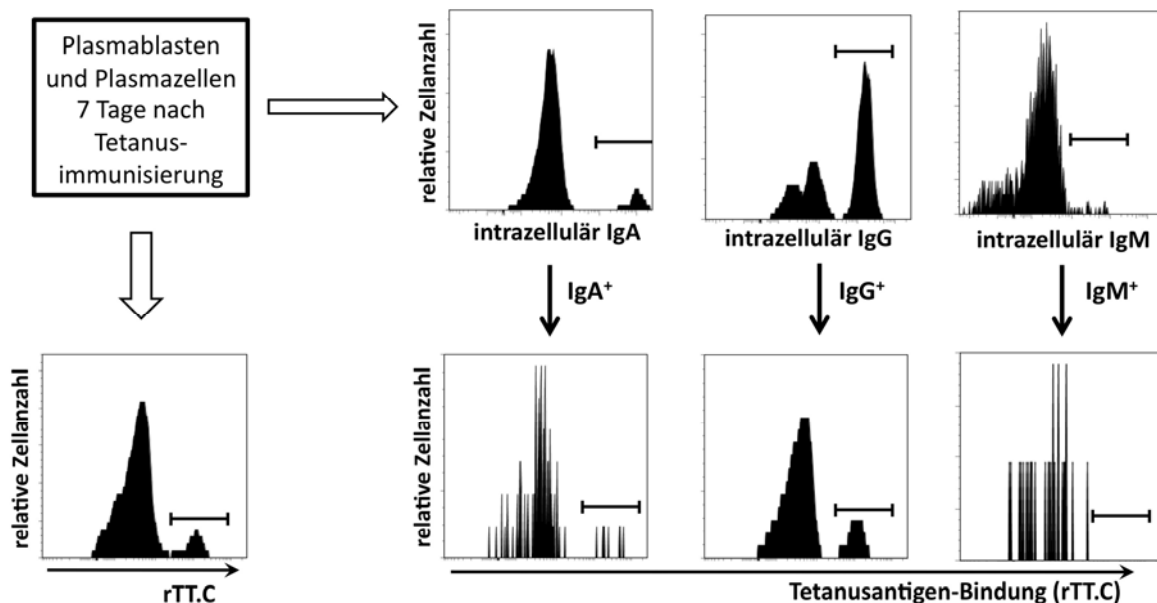 Plasmablasten
und Plasmazellen
7 Tage nach
Tetanus-
immunisierung
relative Zellanzahl
intrazellulär IgA
intrazellulär IgG
intrazellulär IgM
IgA⁺
IgG⁺
IgM⁺
relative Zellanzahl
rTT.C
relative Zellanzahl
Tetanusantigen-Bindung (rTT.C)